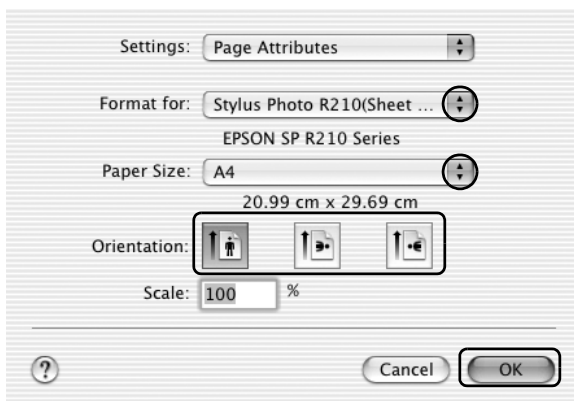 Settings: Page Attributes
Format for: Stylus Photo R210(Sheet ...
EPSON SP R210 Series
Paper Size: A4
20.99 cm x 29.69 cm
Orientation:
Scale: 100 %
? Cancel OK